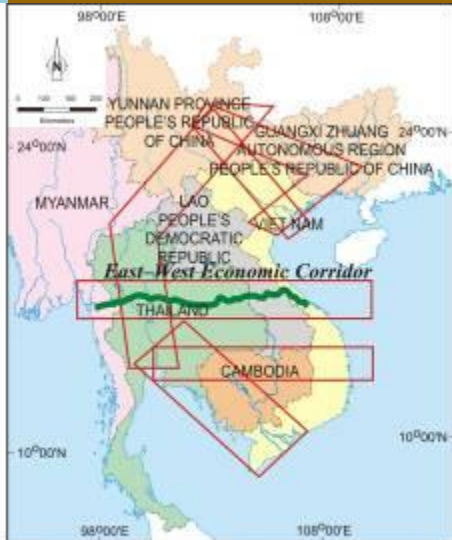 98°00'E 108°00'E
N
YUNNAN PROVINCE
PEOPLE'S REPUBLIC
OF CHINA
GUANGXI ZHUANG
AUTONOMOUS REGION
PEOPLE'S REPUBLIC OF CHINA
24°00'N 24°00'N
MYANMAR
LAO
PEOPLE'S
DEMOCRATIC
REPUBLIC
VIET NAM
East–West Economic Corridor
THAILAND
CAMBODIA
10°00'N 10°00'N
98°00'E 108°00'E